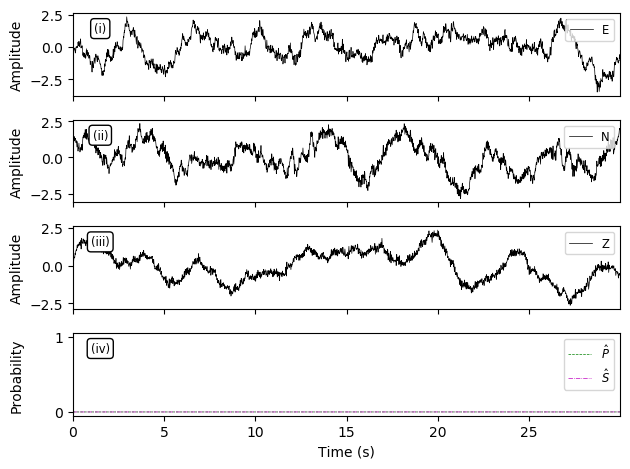 2.5
0.0
−2.5
Amplitude
(i)
E
2.5
0.0
−2.5
Amplitude
(ii)
N
2.5
0.0
−2.5
Amplitude
(iii)
Z
1
0
Probability
(iv)
P̂
Ŝ
0 5 10 15 20 25
Time (s)